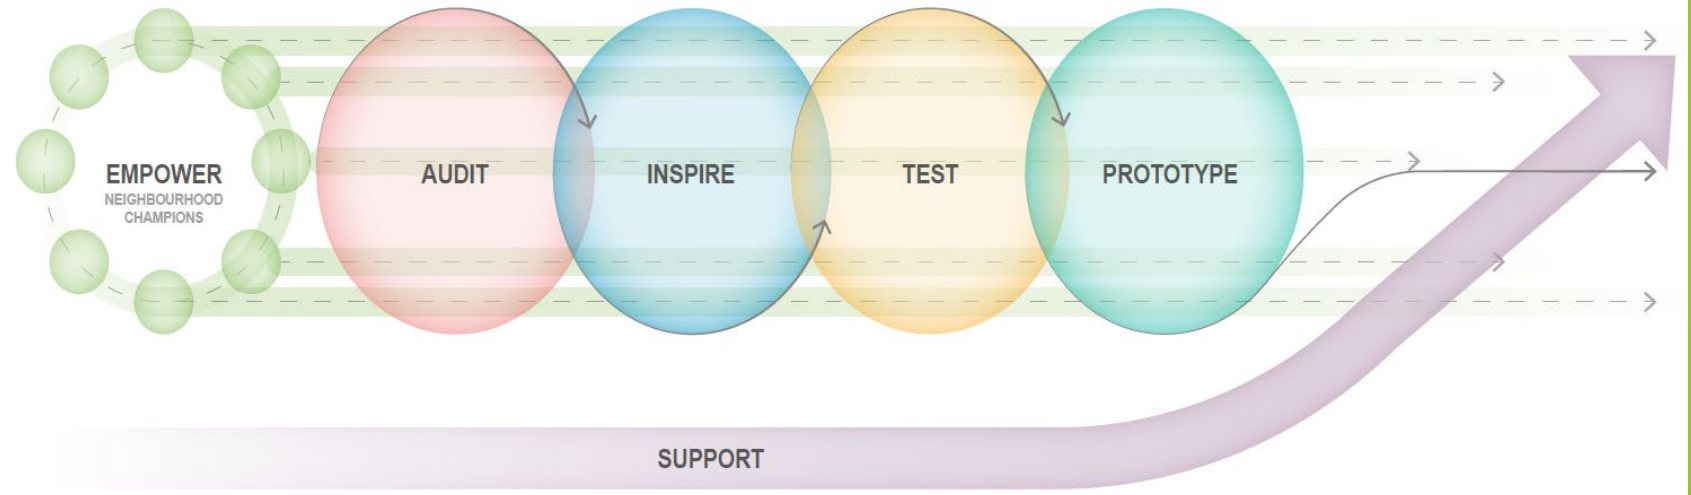 EMPOWER
NEIGHBOURHOOD
CHAMPIONS
AUDIT
INSPIRE
TEST
PROTOTYPE
SUPPORT